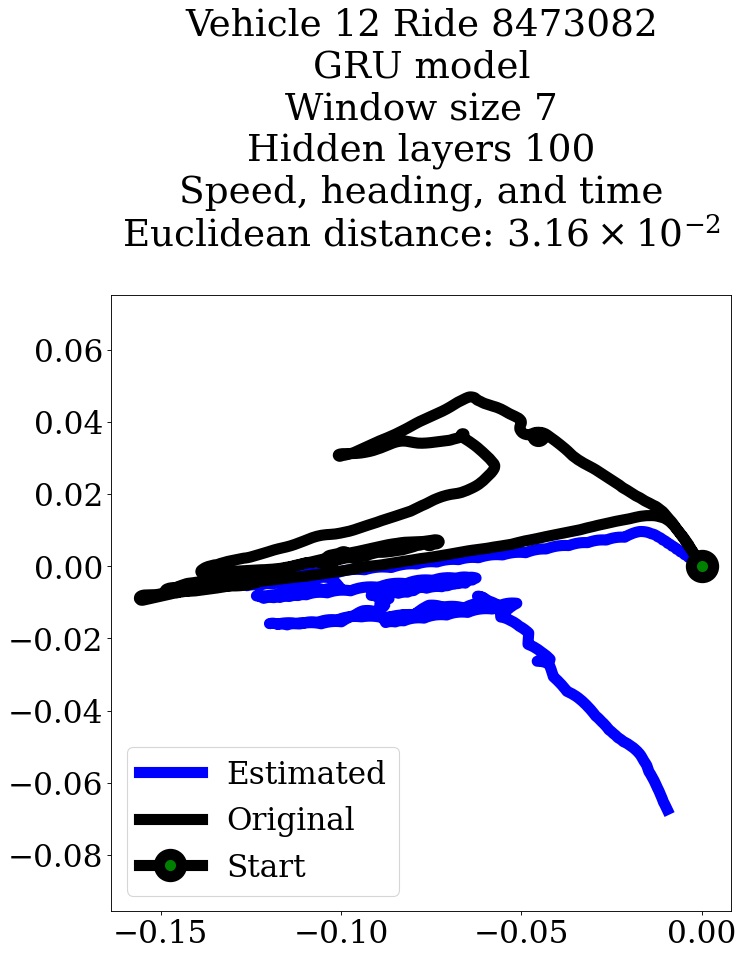 Vehicle 12 Ride 8473082
GRU model
Window size 7
Hidden layers 100
Speed, heading, and time
Euclidean distance: 3.16 × 10⁻²
0.06
0.04
0.02
0.00
−0.02
−0.04
−0.06
−0.08
Estimated
Original
Start
−0.15
−0.10
−0.05
0.00